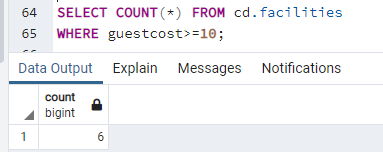 64 SELECT COUNT(*) FROM cd.facilities
65 WHERE guestcost>=10;
Data Output Explain Messages Notifications
count
bigint
1 6